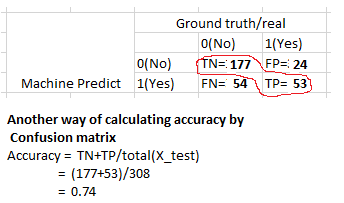 Ground truth/real
0(No) 1(Yes)
0(No) TN=: 177 FP=: 24
Machine Predict 1(Yes) FN= 54 TP= 53
Another way of calculating accuracy by
Confusion matrix
Accuracy = TN+TP/total(X_test)
= (177+53)/308
= 0.74